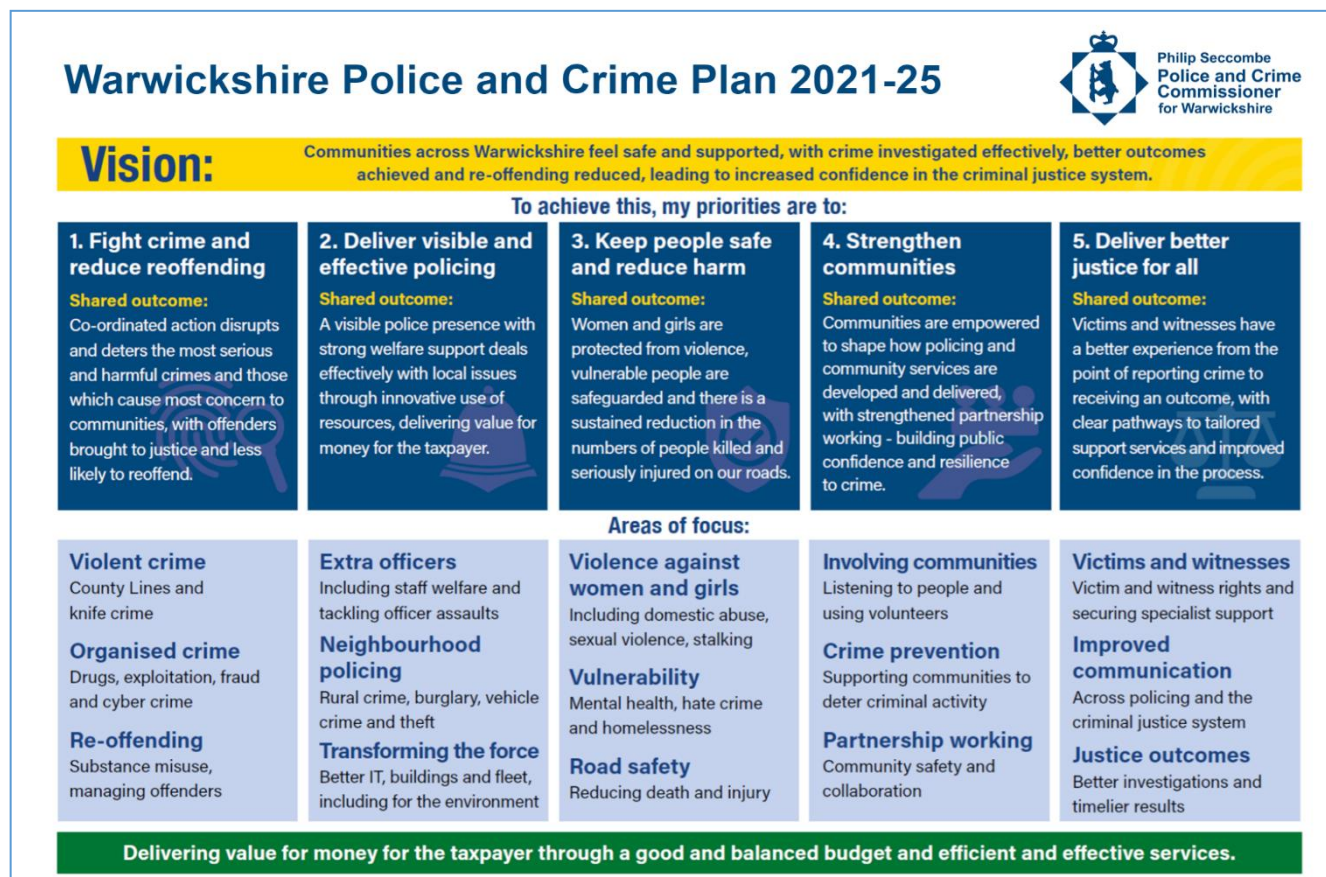 Warwickshire Police and Crime Plan 2021-25
Philip Seccombe
Police and Crime
Commissioner
for Warwickshire
Vision:
Communities across Warwickshire feel safe and supported, with crime investigated effectively, better outcomes
achieved and re-offending reduced, leading to increased confidence in the criminal justice system.
To achieve this, my priorities are to:
1. Fight crime and
reduce reoffending
Shared outcome:
Co-ordinated action disrupts
and deters the most serious
and harmful crimes and those
which cause most concern to
communities, with offenders
brought to justice and less
likely to reoffend.
2. Deliver visible and
effective policing
Shared outcome:
A visible police presence with
strong welfare support deals
effectively with local issues
through innovative use of
resources, delivering value for
money for the taxpayer.
3. Keep people safe
and reduce harm
Shared outcome:
Women and girls are
protected from violence,
vulnerable people are
safeguarded and there is a
sustained reduction in the
numbers of people killed and
seriously injured on our roads.
4. Strengthen
communities
Shared outcome:
Communities are empowered
to shape how policing and
community services are
developed and delivered,
with strengthened partnership
working - building public
confidence and resilience
to crime.
5. Deliver better
justice for all
Shared outcome:
Victims and witnesses have
a better experience from the
point of reporting crime to
receiving an outcome, with
clear pathways to tailored
support services and improved
confidence in the process.
Areas of focus:
Violent crime
County Lines and
knife crime
Organised crime
Drugs, exploitation, fraud
and cyber crime
Re-offending
Substance misuse,
managing offenders
Extra officers
Including staff welfare and
tackling officer assaults
Neighbourhood
policing
Rural crime, burglary, vehicle
crime and theft
Transforming the force
Better IT, buildings and fleet,
including for the environment
Violence against
women and girls
Including domestic abuse,
sexual violence, stalking
Vulnerability
Mental health, hate crime
and homelessness
Road safety
Reducing death and injury
Involving communities
Listening to people and
using volunteers
Crime prevention
Supporting communities to
deter criminal activity
Partnership working
Community safety and
collaboration
Victims and witnesses
Victim and witness rights and
securing specialist support
Improved
communication
Across policing and the
criminal justice system
Justice outcomes
Better investigations and
timelier results
Delivering value for money for the taxpayer through a good and balanced budget and efficient and effective services.